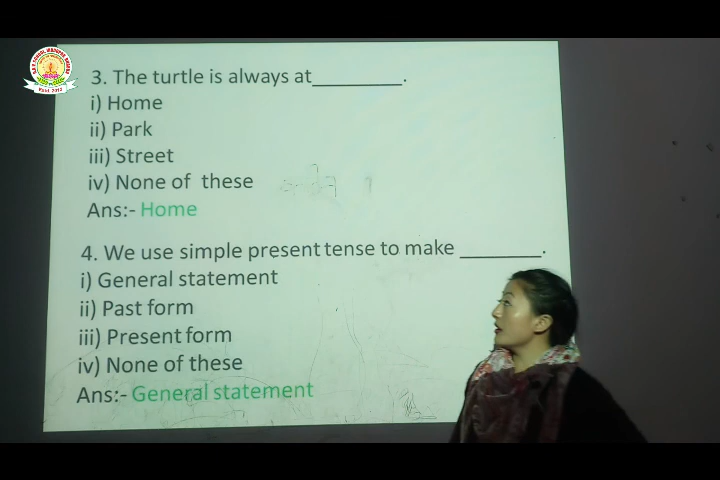 3. The turtle is always at_________.
i) Home
ii) Park
iii) Street
iv) None of these
Ans:- Home
4. We use simple present tense to make ________.
i) General statement
ii) Past form
iii) Present form
iv) None of these
Ans:- General statement